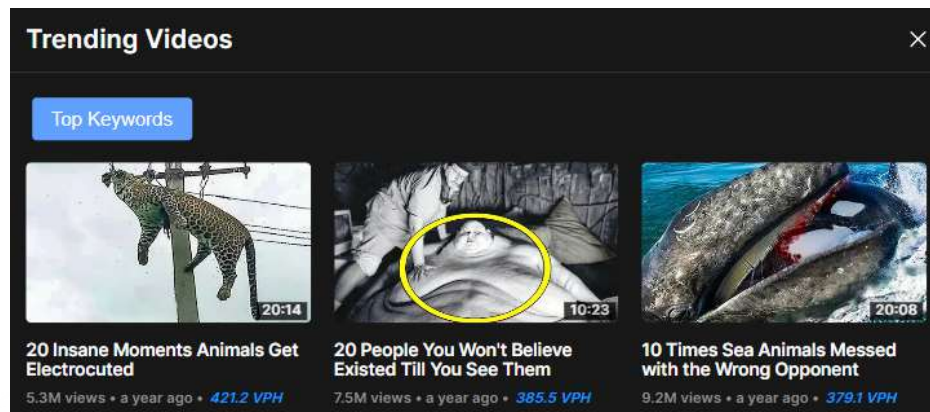 Trending Videos
Top Keywords
20:14
10:23
20:08
20 Insane Moments Animals Get
Electrocuted
5.3M views • a year ago • 421.2 VPH
20 People You Won't Believe
Existed Till You See Them
7.5M views • a year ago • 385.5 VPH
10 Times Sea Animals Messed
with the Wrong Opponent
9.2M views • a year ago • 379.1 VPH